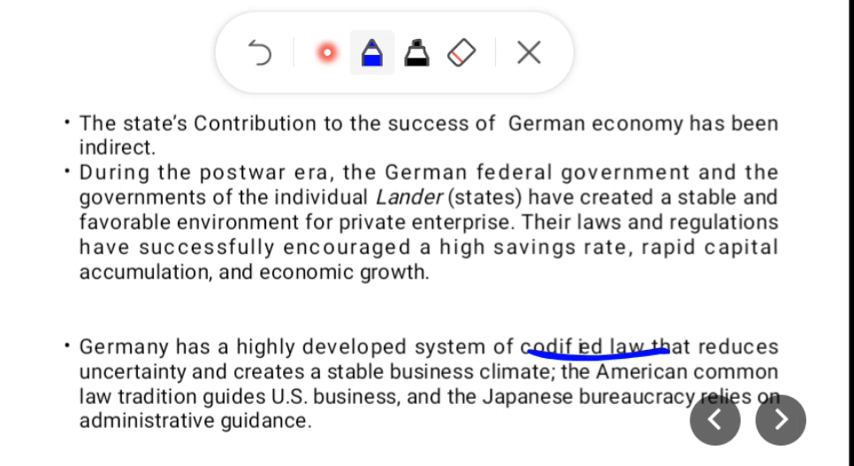 • The state's Contribution to the success of German economy has been
indirect.
• During the postwar era, the German federal government and the
governments of the individual Lander (states) have created a stable and
favorable environment for private enterprise. Their laws and regulations
have successfully encouraged a high savings rate, rapid capital
accumulation, and economic growth.
• Germany has a highly developed system of codified law that reduces
uncertainty and creates a stable business climate; the American common
law tradition guides U.S. business, and the Japanese bureaucracy relies on
administrative guidance.